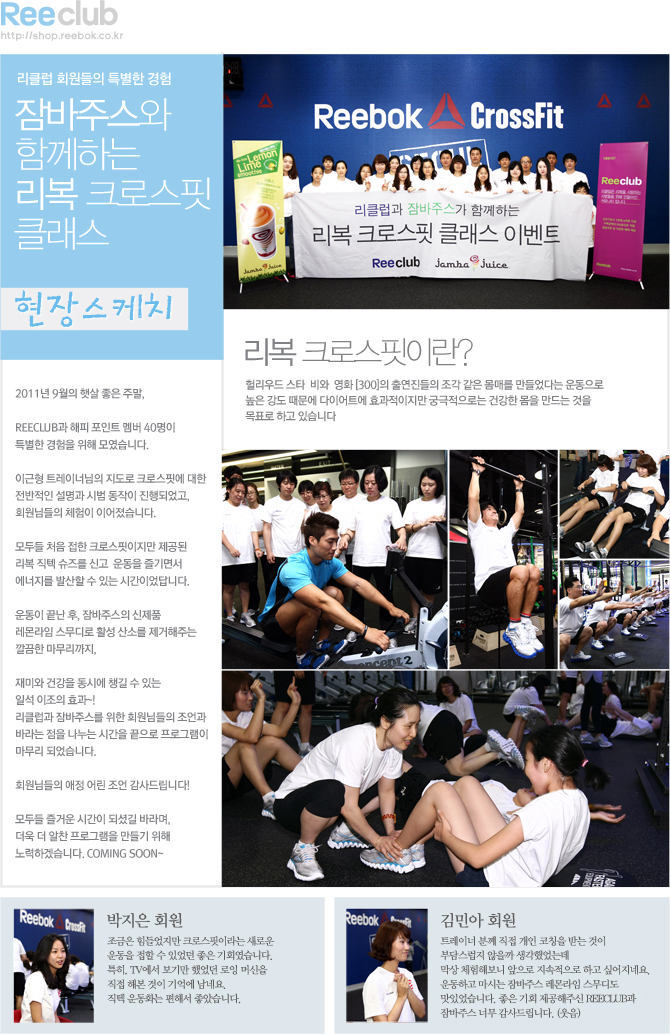 Reeclub
http://shop.reebok.co.kr
리클럽 회원들의 특별한 경험
잠바주스와
함께하는
리복 크로스핏
클래스
현장스케치
Reebok CrossFit
Lemon
Lime
리클럽과 잠바주스가 함께하는
리복 크로스핏 클래스 이벤트
Reeclub Jamba Juice
Reeclub
Jamba Juice
리복 크로스핏이란?
헐리우드 스타 비와 영화 [300]의 출연진들의 조각 같은 몸매를 만들었다는 운동으로
높은 강도 때문에 다이어트에 효과적이지만 궁극적으로는 건강한 몸을 만드는 것을
목표로 하고 있습니다
2011년 9월의 햇살 좋은 주말,
REECLUB과 해피 포인트 멤버 40명이
특별한 경험을 위해 모였습니다.
이근형 트레이너님의 지도로 크로스핏에 대한
전반적인 설명과 시범 동작이 진행되었고,
회원님들의 체험이 이어졌습니다.
모두들 처음 접한 크로스핏이지만 제공된
리복 직텍 슈즈를 신고 운동을 즐기면서
에너지를 발산할 수 있는 시간이었답니다.
운동이 끝난 후, 잠바주스의 신제품
레몬라임 스무디로 활성 산소를 제거해주는
깔끔한 마무리까지,
재미와 건강을 동시에 챙길 수 있는
일석 이조의 효과~!
리클럽과 잠바주스를 위한 회원님들의 조언과
바라는 점을 나누는 시간을 끝으로 프로그램이
마무리 되었습니다.
회원님들의 애정 어린 조언 감사드립니다!
모두들 즐거운 시간이 되셨길 바라며,
더욱 더 알찬 프로그램을 만들기 위해
노력하겠습니다. COMING SOON~
CONCEPT 2
Reebok CrossFit
박지은 회원
조금은 힘들었지만 크로스핏이라는 새로운
운동을 접할 수 있었던 좋은 기회였습니다.
특히, TV에서 보기만 했었던 로잉 머신을
직접 해본 것이 기억에 남네요.
직텍 운동화는 편해서 좋았습니다.
Reebok CrossFit
김민아 회원
트레이너 분께 직접 개인 코칭을 받는 것이
부담스럽지 않을까 생각했었는데
막상 체험해보니 앞으로 지속적으로 하고 싶어지네요.
운동하고 마시는 잠바주스 레몬라임 스무디도
맛있었습니다. 좋은 기회 제공해주신 REECLUB과
잠바주스 너무 감사드립니다. (웃음)